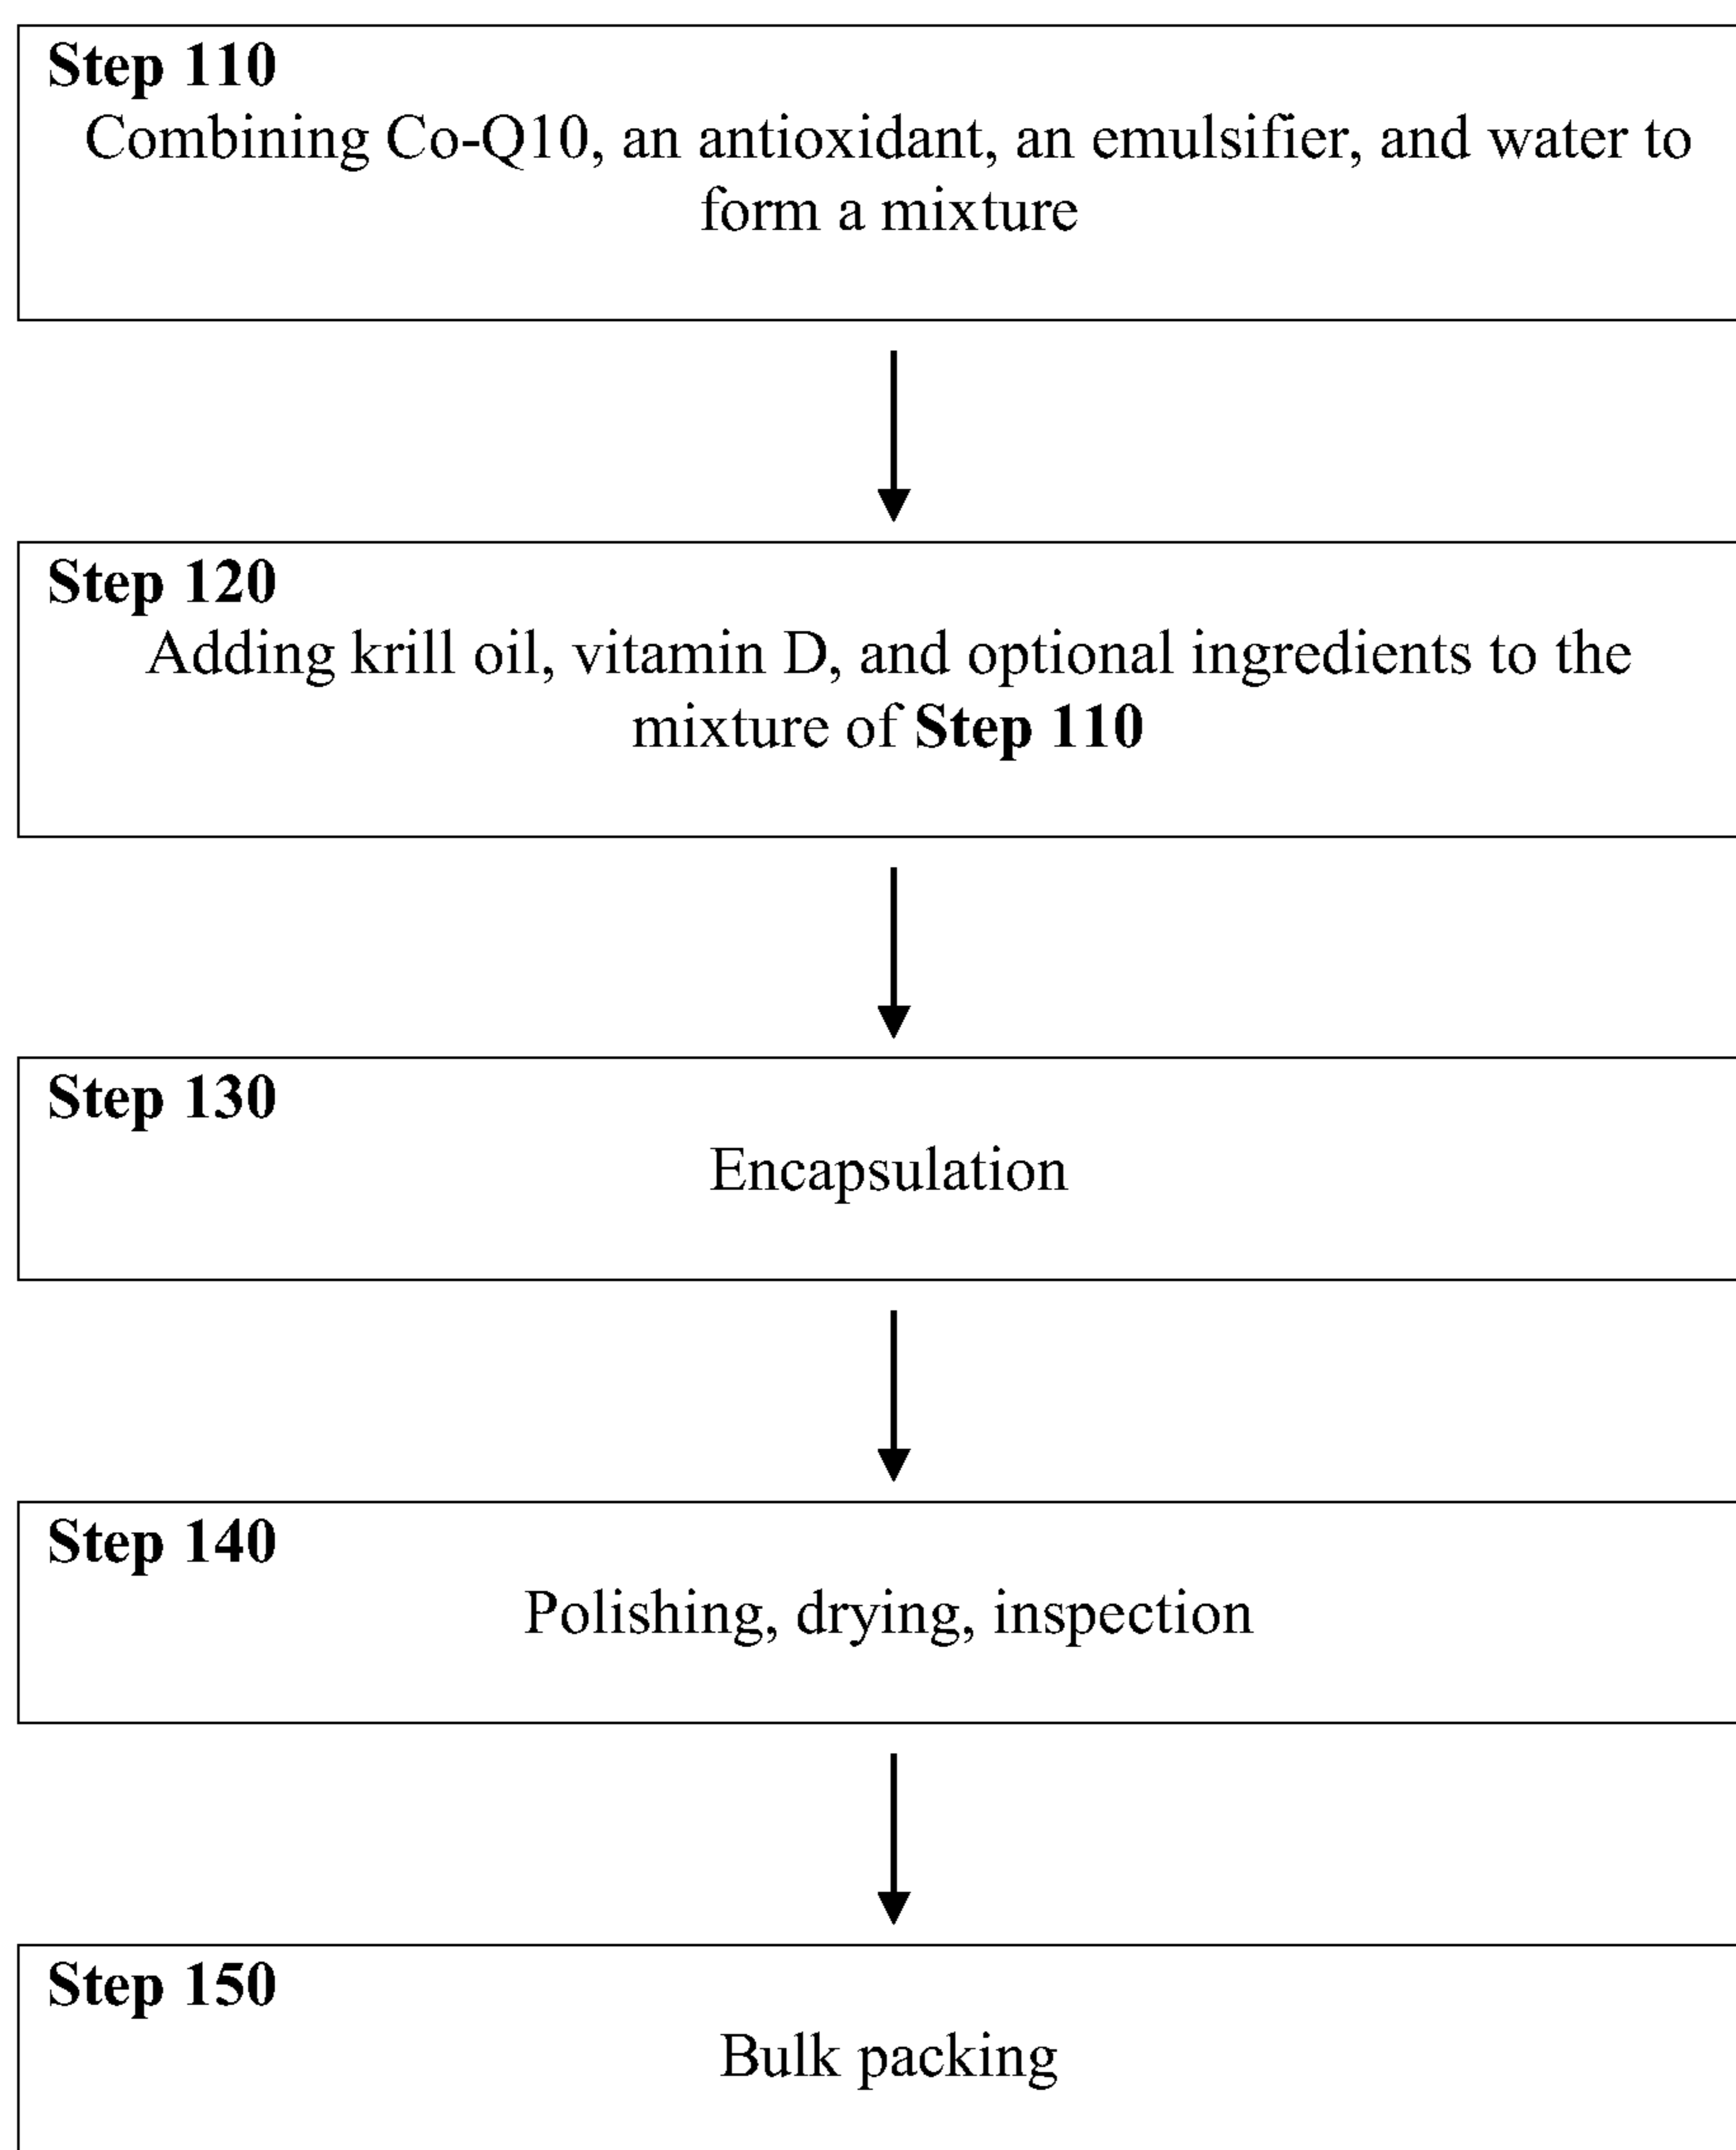 Step 110
Combining Co-Q10, an antioxidant, an emulsifier, and water to
form a mixture
Step 120
Adding krill oil, vitamin D, and optional ingredients to the
mixture of Step 110
Step 130
Encapsulation
Step 140
Polishing, drying, inspection
Step 150
Bulk packing